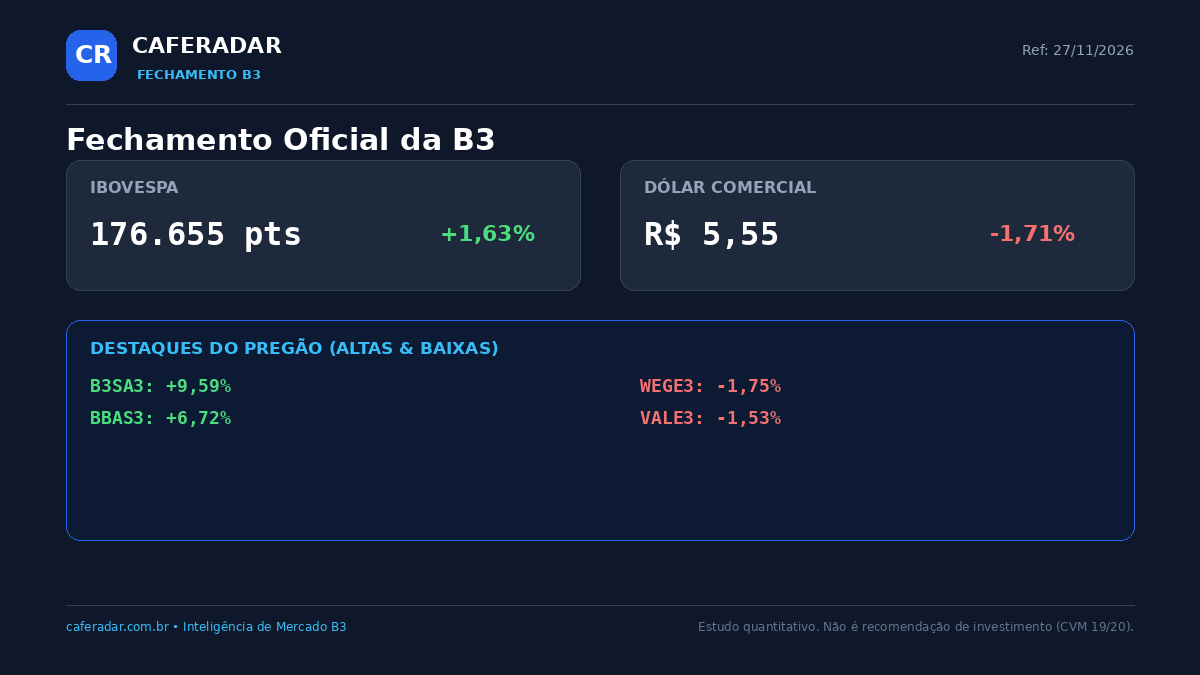 CR
CAFERADAR
FECHAMENTO B3
Ref: 27/11/2026
Fechamento Oficial da B3
IBOVESPA
176.655 pts
+1,63%
DÓLAR COMERCIAL
R$ 5,55
-1,71%
DESTAQUES DO PREGÃO (ALTAS & BAIXAS)
B3SA3: +9,59%
BBAS3: +6,72%
WEGE3: -1,75%
VALE3: -1,53%
caferadar.com.br • Inteligência de Mercado B3
Estudo quantitativo. Não é recomendação de investimento (CVM 19/20).